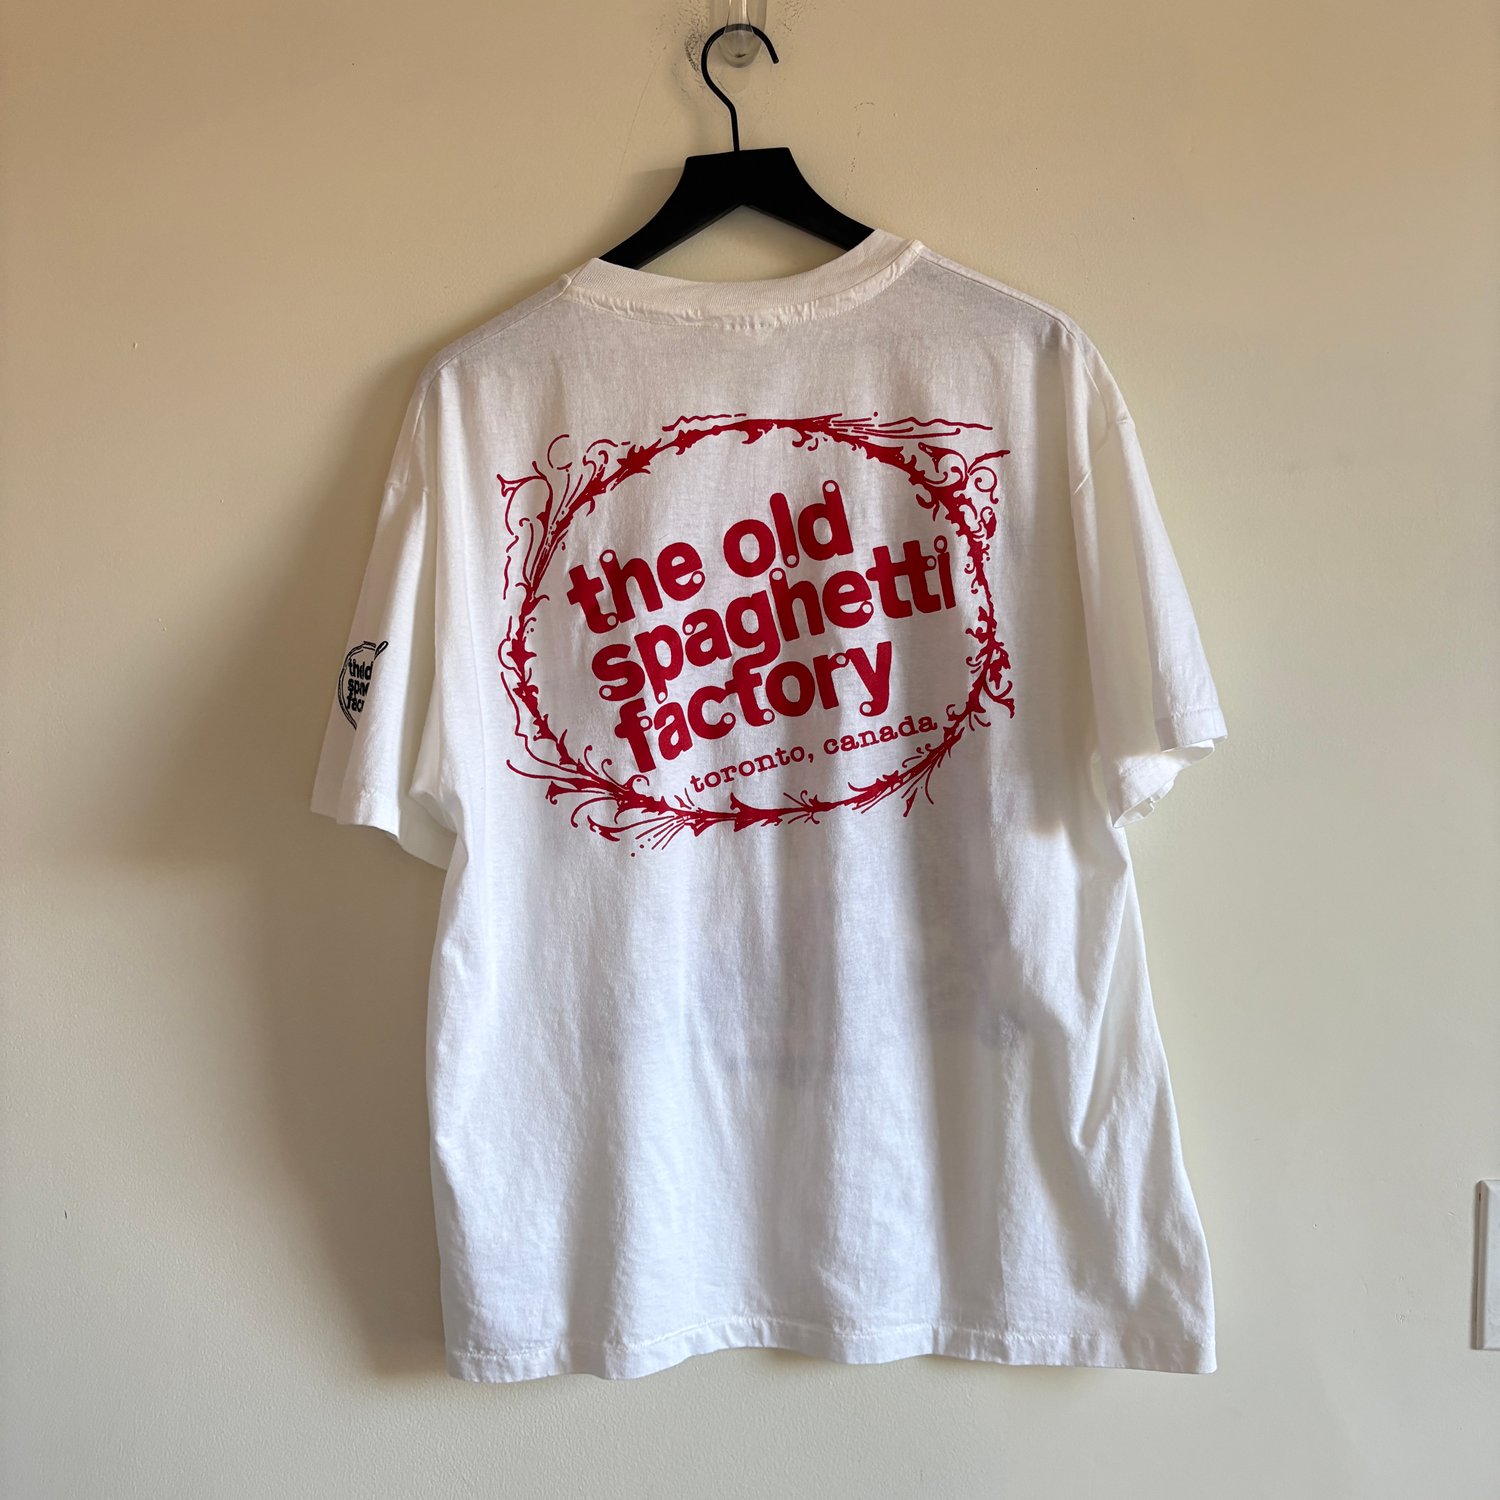 the old
spaghetti
factory
toronto, canada